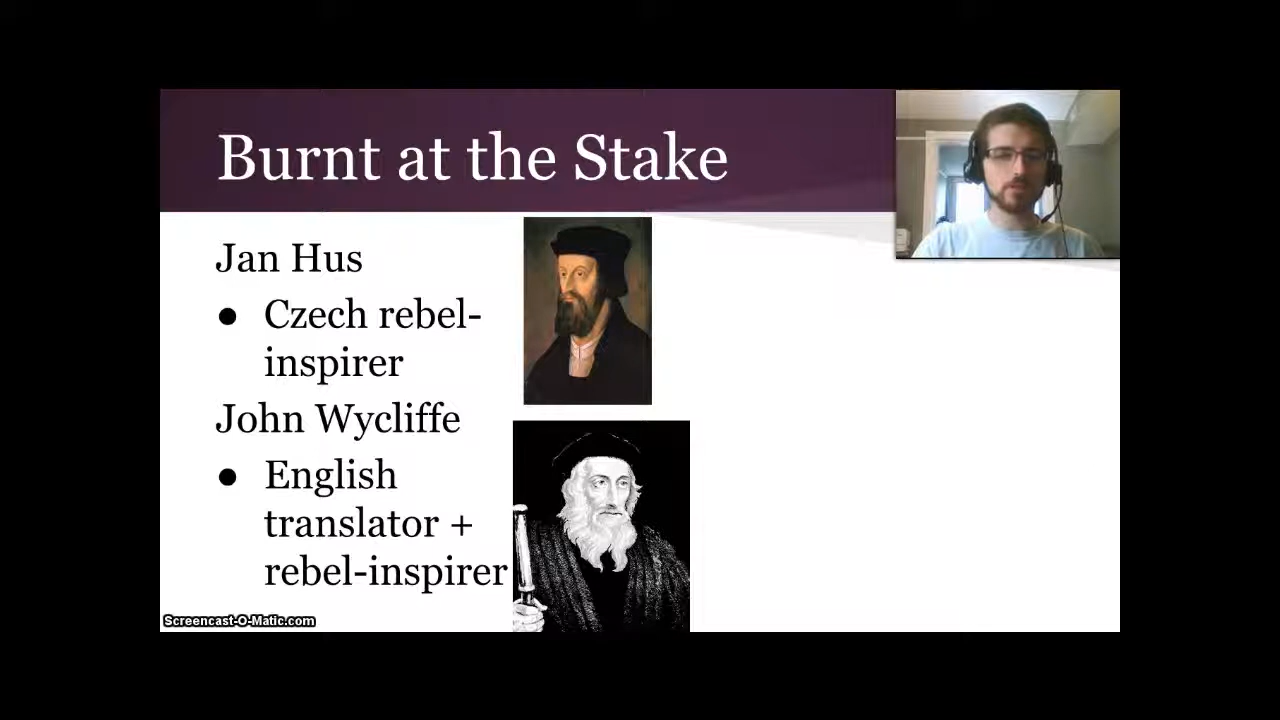 Burnt at the Stake
Jan Hus
● Czech rebel-
inspirer
John Wycliffe
● English
translator +
rebel-inspirer
Screencast-O-Matic.com